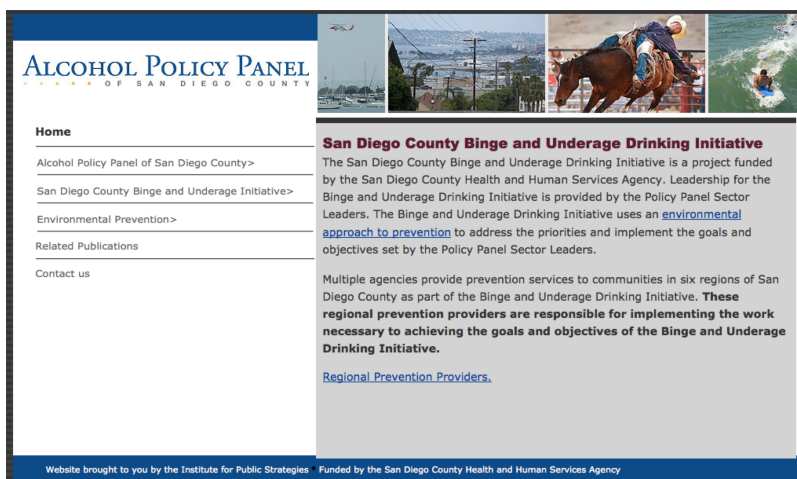 ALCOHOL POLICY PANEL
OF SAN DIEGO COUNTY
Home
Alcohol Policy Panel of San Diego County>
San Diego County Binge and Underage Initiative>
Environmental Prevention>
Related Publications
Contact us
San Diego County Binge and Underage Drinking Initiative
The San Diego County Binge and Underage Drinking Initiative is a project funded
by the San Diego County Health and Human Services Agency. Leadership for the
Binge and Underage Drinking Initiative is provided by the Policy Panel Sector
Leaders. The Binge and Underage Drinking Initiative uses an environmental
approach to prevention to address the priorities and implement the goals and
objectives set by the Policy Panel Sector Leaders.
Multiple agencies provide prevention services to communities in six regions of San
Diego County as part of the Binge and Underage Drinking Initiative. These
regional prevention providers are responsible for implementing the work
necessary to achieving the goals and objectives of the Binge and Underage
Drinking Initiative.
Regional Prevention Providers.
Website brought to you by the Institute for Public Strategies • Funded by the San Diego County Health and Human Services Agency